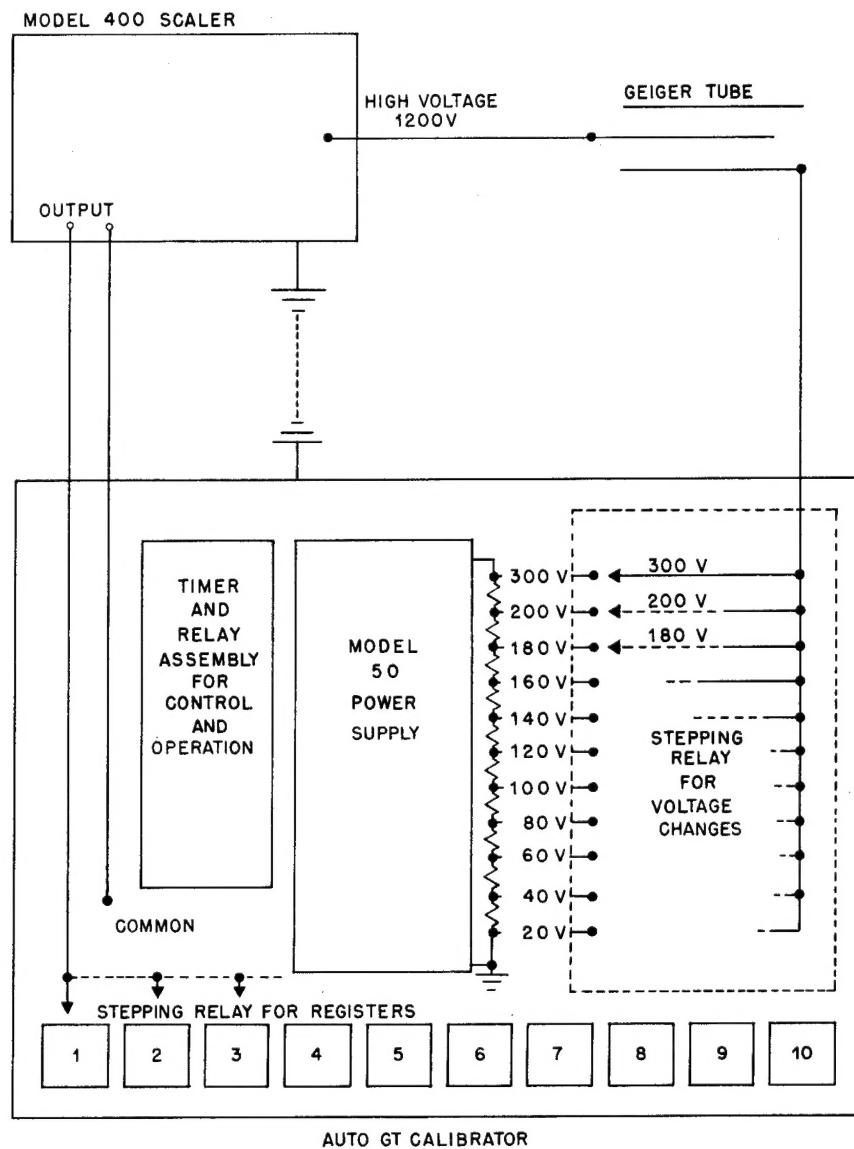 MODEL 400 SCALER
HIGH VOLTAGE
1200V
GEIGER TUBE
OUTPUT
TIMER
AND
RELAY
ASSEMBLY
FOR
CONTROL
AND
OPERATION
MODEL
50
POWER
SUPPLY
300 V
200 V
180 V
160 V
140 V
120 V
100 V
80 V
60 V
40 V
20 V
300 V
200 V
180 V
STEPPING
RELAY
FOR
VOLTAGE
CHANGES
COMMON
STEPPING RELAY FOR REGISTERS
1 2 3 4 5 6 7 8 9 10
AUTO GT CALIBRATOR